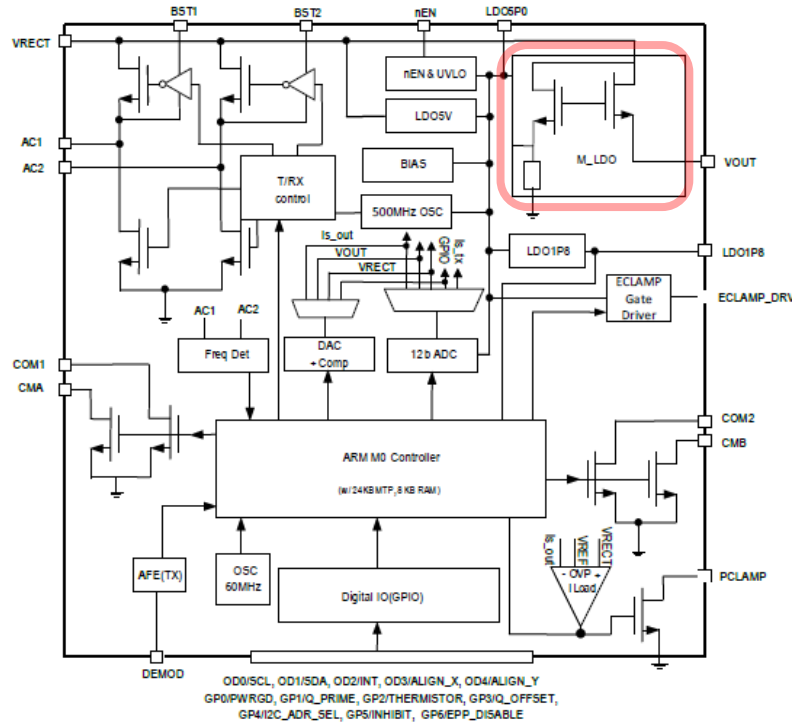 BST1
BST2
nEN
LDO5P0
VRECT
nEN & UVLO
LDO5V
M_LDO
AC1
AC2
VOUT
BIAS
T/RX
control
500MHz OSC
Is_out
VOUT
VRECT
GPIO
Is_tx
LDO1P8
LDO1P8
ECLAMP
Gate
Driver
ECLAMP_DRV
AC1
AC2
Freq Det
DAC
+ Comp
12b ADC
COM1
CMA
COM2
CMB
ARM M0 Controller
(w/ 24KB MTP, 8 KB RAM)
Is_out
VREF
VRECT
- OVP +
I Load
PCLAMP
AFE(TX)
OSC
60MHz
Digital IO(GPIO)
DEMOD
OD0/SCL, OD1/SDA, OD2/INT, OD3/ALIGN_X, OD4/ALIGN_Y
GP0/PWRGD, GP1/Q_PRIME, GP2/THERMISTOR, GP3/Q_OFFSET,
GP4/I2C_ADR_SEL, GP5/INHIBIT, GP6/EPP_DISABLE